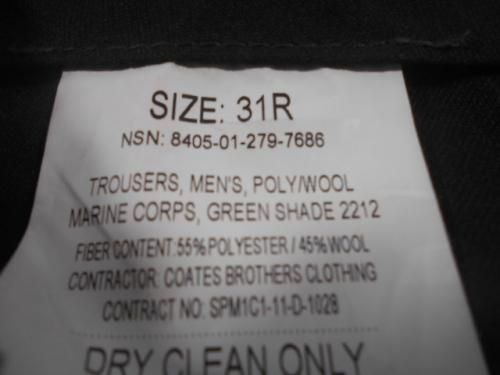 SIZE: 31R
NSN: 8405-01-279-7686
TROUSERS, MEN'S, POLY/WOOL
MARINE CORPS, GREEN SHADE 2212
FIBER CONTENT: 55% POLYESTER / 45% WOOL
CONTRACTOR: COATES BROTHERS CLOTHING
CONTRACT NO: SPM1C1-11-D-1028
DRY CLEAN ONLY